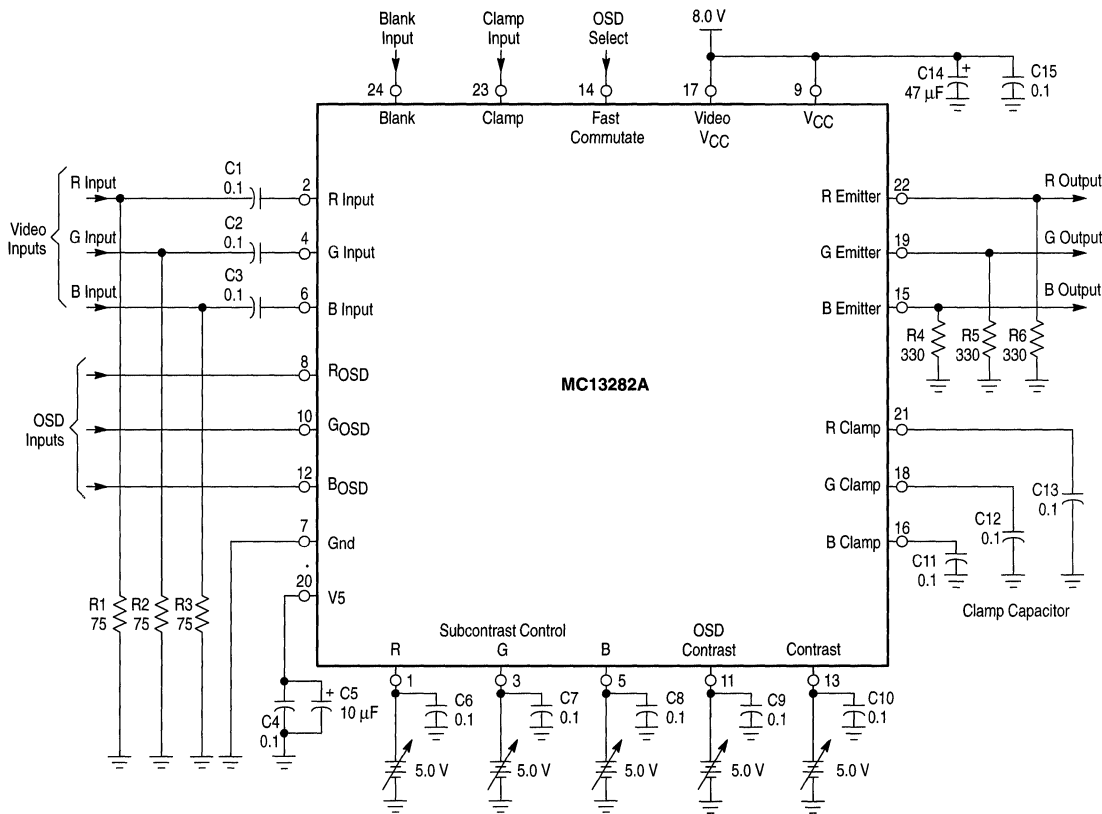 Blank Input
Clamp Input
OSD Select
8.0 V
C14
+
47 µF
C15
0.1
24
23
14
17
9
Blank
Clamp
Fast Commutate
Video VCC
VCC
Video Inputs
R Input
C1
0.1
2
R Input
G Input
C2
0.1
4
G Input
B Input
C3
0.1
6
B Input
R Emitter
22
R Output
G Emitter
19
G Output
B Emitter
15
B Output
R4
330
R5
330
R6
330
OSD Inputs
8
ROSD
10
GOSD
12
BOSD
MC13282A
7
Gnd
20
V5
R Clamp
21
G Clamp
18
B Clamp
16
C11
0.1
C12
0.1
C13
0.1
Clamp Capacitor
R1
75
R2
75
R3
75
C4
0.1
+
C5
10 µF
Subcontrast Control
R
G
B
OSD Contrast
Contrast
1
3
5
11
13
C6
0.1
C7
0.1
C8
0.1
C9
0.1
C10
0.1
5.0 V
5.0 V
5.0 V
5.0 V
5.0 V